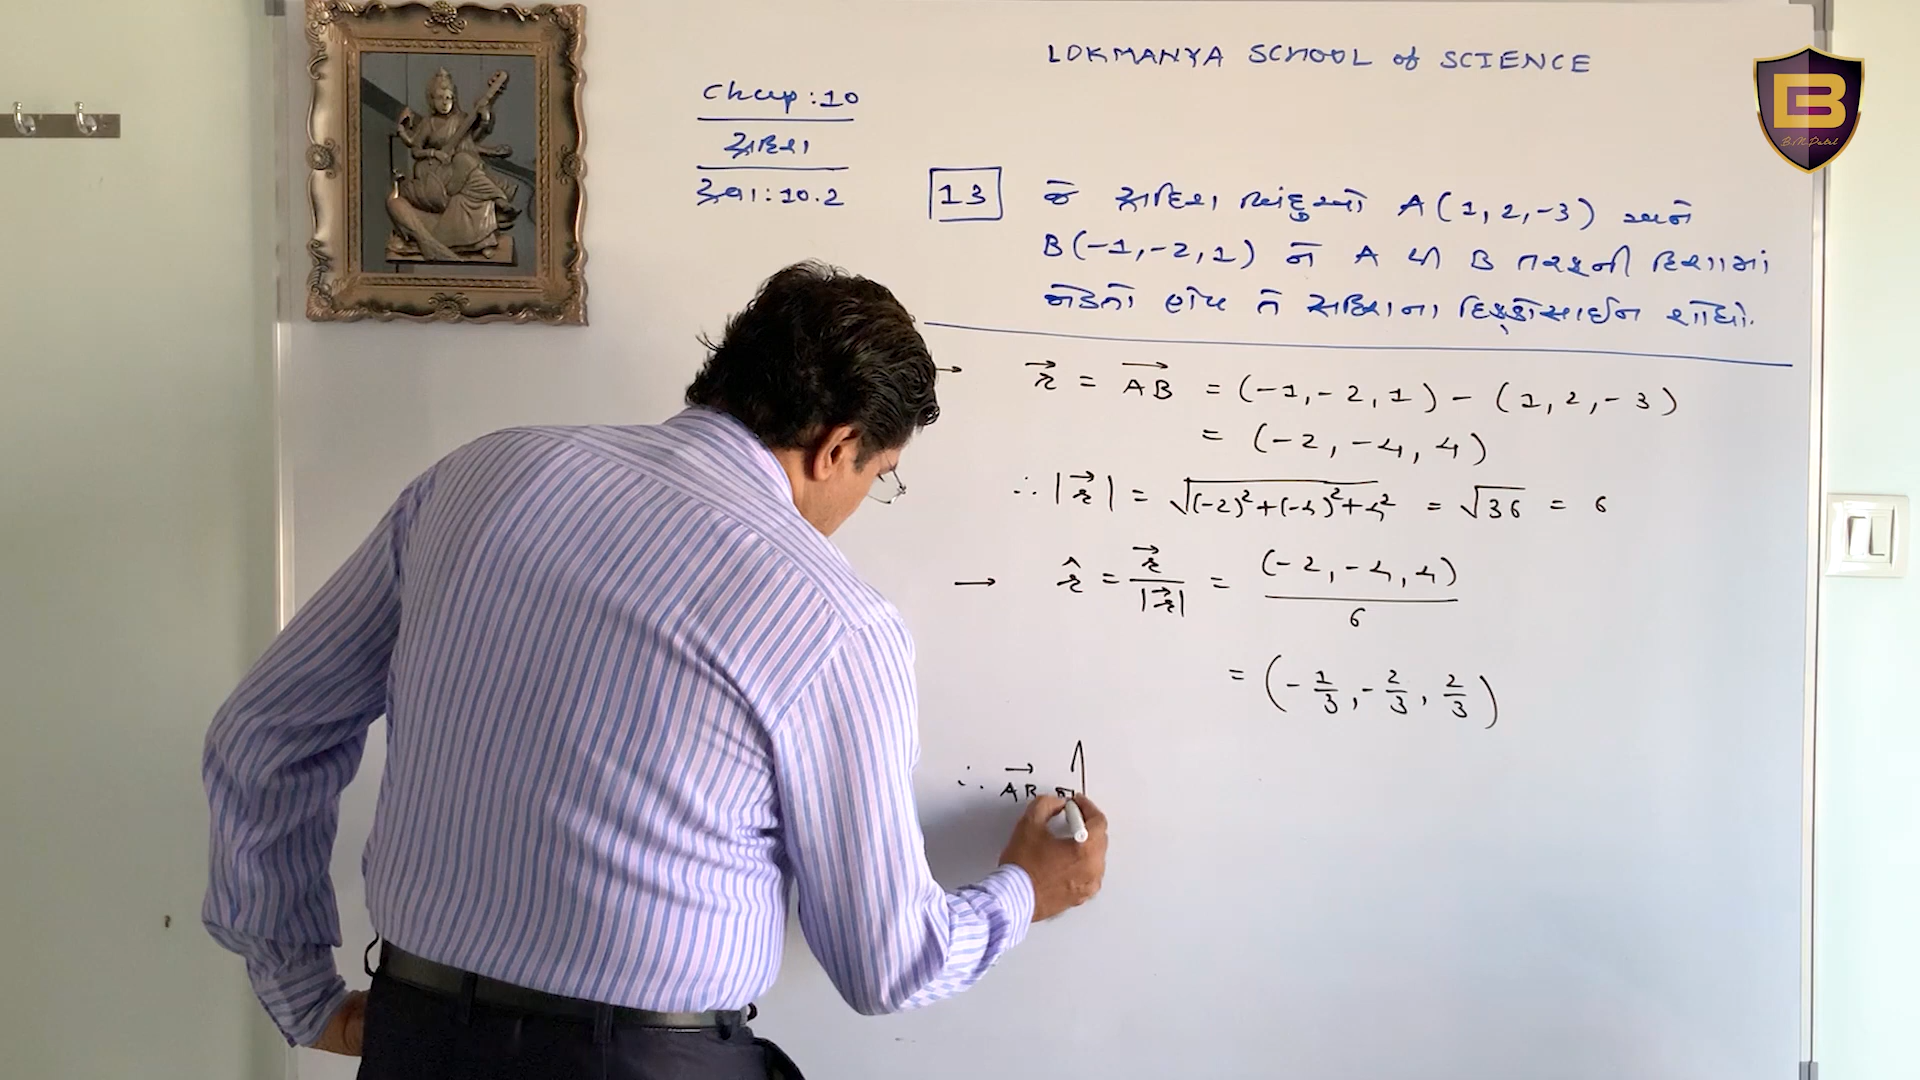 LOKMANYA SCHOOL of SCIENCE
Chap : 10
સદિશ
સ્વા : 10.2
13 જે સદિશ બિંદુઓ A(1, 2, -3) અને
B(-1, -2, 1) ને A થી B તરફની દિશામાં
જોડતો હોય તે સદિશના દિક્કોસાઈન શોધો.
→ r⃗ = AB⃗ = (-1, -2, 1) - (1, 2, -3)
= (-2, -4, 4)
∴ |r⃗| = √((-2)²+(-4)²+4²) = √36 = 6
→ r̂ = r⃗/|r⃗| = (-2, -4, 4)/6
= (-1/3, -2/3, 2/3)
∴ AB⃗ ની
B
B.M.Patel